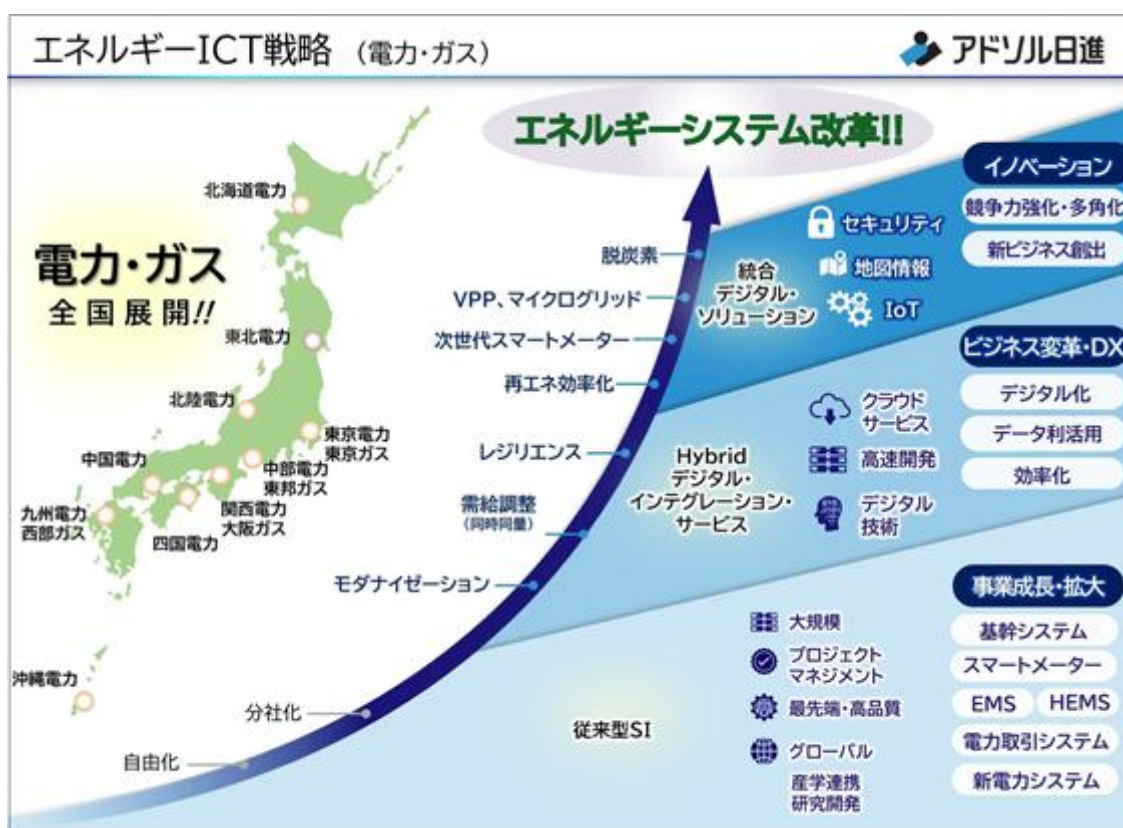 エネルギーICT戦略 (電力・ガス)
アドソル日進
エネルギーシステム改革!!
電力・ガス
全国展開!!
北海道電力
東北電力
北陸電力
東京電力
東京ガス
中国電力
中部電力
東邦ガス
関西電力
大阪ガス
九州電力
西部ガス
四国電力
沖縄電力
脱炭素
VPP、マイクログリッド
次世代スマートメーター
再エネ効率化
レジリエンス
需給調整
(同時同量)
モダナイゼーション
分社化
自由化
統合
デジタル・
ソリューション
セキュリティ
地図情報
IoT
イノベーション
競争力強化・多角化
新ビジネス創出
Hybrid
デジタル・
インテグレーション・
サービス
クラウド
サービス
高速開発
デジタル
技術
ビジネス変革・DX
デジタル化
データ利活用
効率化
従来型SI
大規模
プロジェクト
マネジメント
最先端・高品質
グローバル
産学連携
研究開発
事業成長・拡大
基幹システム
スマートメーター
EMS HEMS
電力取引システム
新電力システム